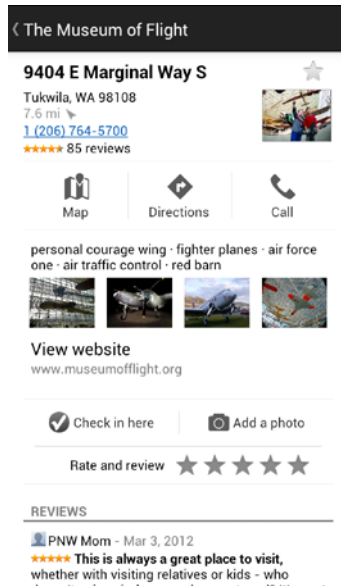 The Museum of Flight
9404 E Marginal Way S
Tukwila, WA 98108
7.6 mi
1 (206) 764-5700
85 reviews
Map
Directions
Call
personal courage wing · fighter planes · air force
one · air traffic control · red barn
View website
www.museumofflight.org
Check in here
Add a photo
Rate and review
REVIEWS
PNW Mom - Mar 3, 2012
This is always a great place to visit,
whether with visiting relatives or kids - who